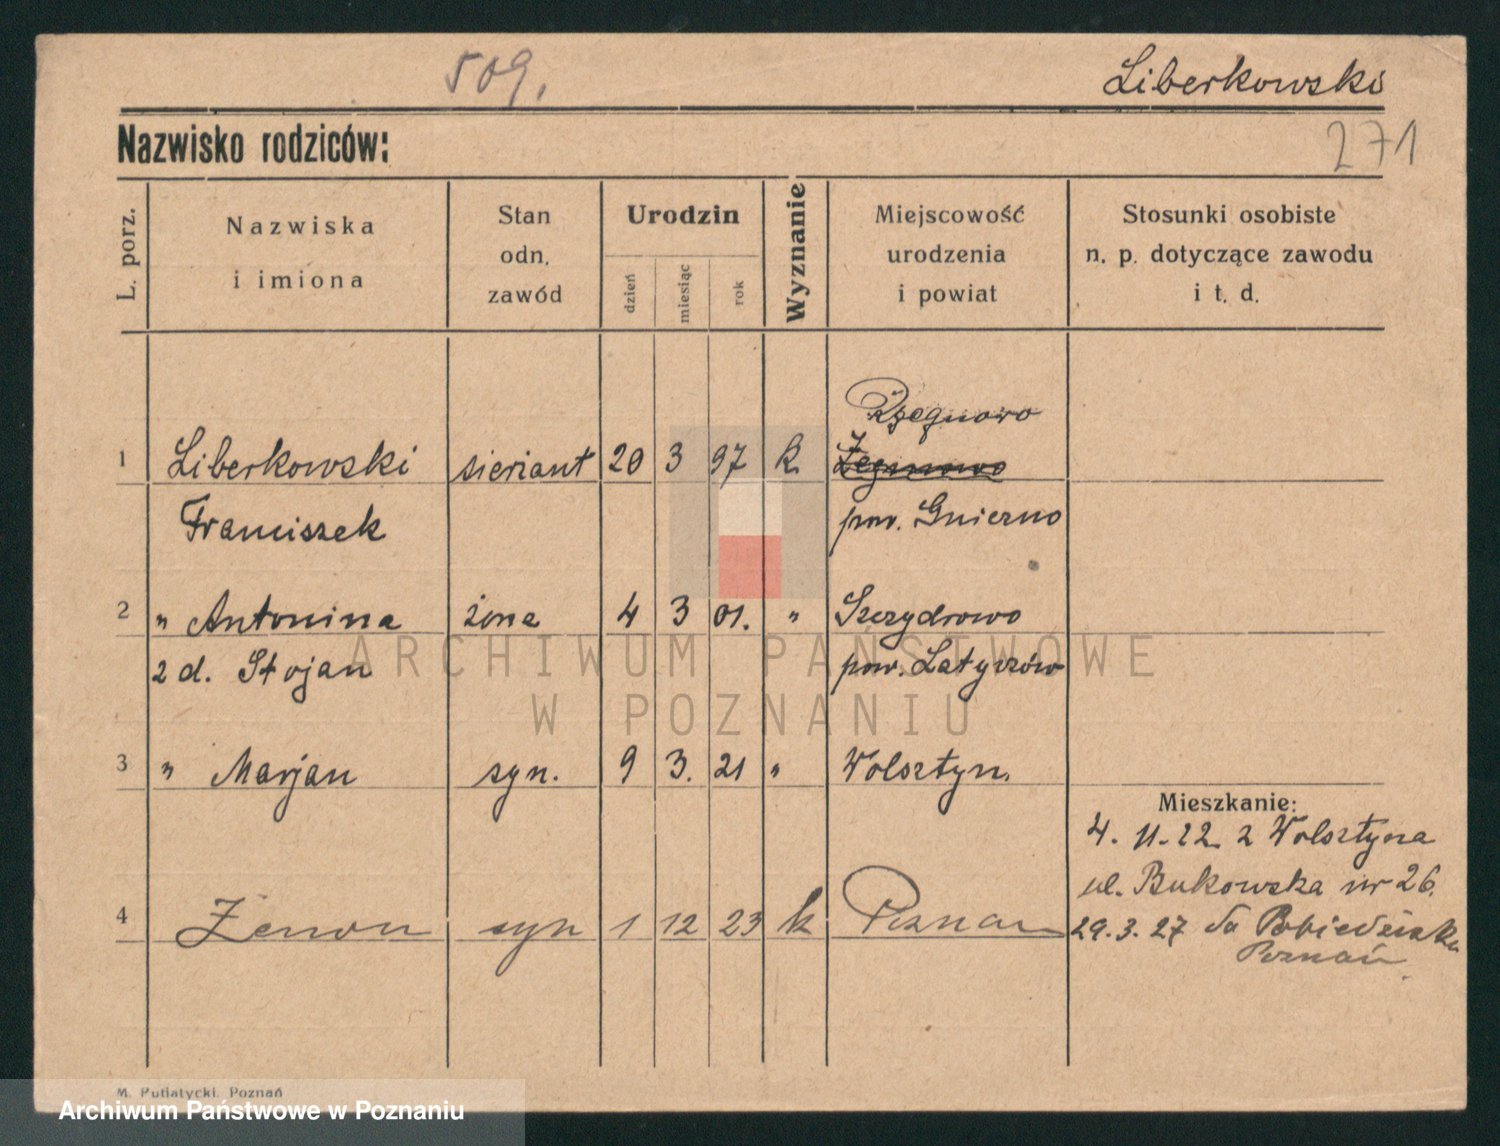 509.
Liberkowski
Nazwisko rodziców:
271
L. porz.
Nazwiska
i imiona
Stan
odn.
zawód
Urodzin
dzień
miesiąc
rok
Wyznanie
Miejscowość
urodzenia
i powiat
Stosunki osobiste
n. p. dotyczące zawodu
i t. d.
Rzegnowo
1 Liberkowski sierżant 20 3 97 k. Żegnowo
Franciszek pow. Gniezno
2 " Antonina żona 4 3 01. " Szczydrowo
z d. Stojan pow. Latyczów
3 " Marjan syn. 9 3. 21 " Wolsztyn.
Mieszkanie:
4. 11. 22. z Wolsztyna
ul. Bukowska nr 26.
4 Zenon syn 1 12 23 k Poznań
29. 3. 27 do Pobiedziska
Poznań
ARCHIWUM PAŃSTWOWE
W POZNANIU
M. Putiatycki, Poznań
Archiwum Państwowe w Poznaniu